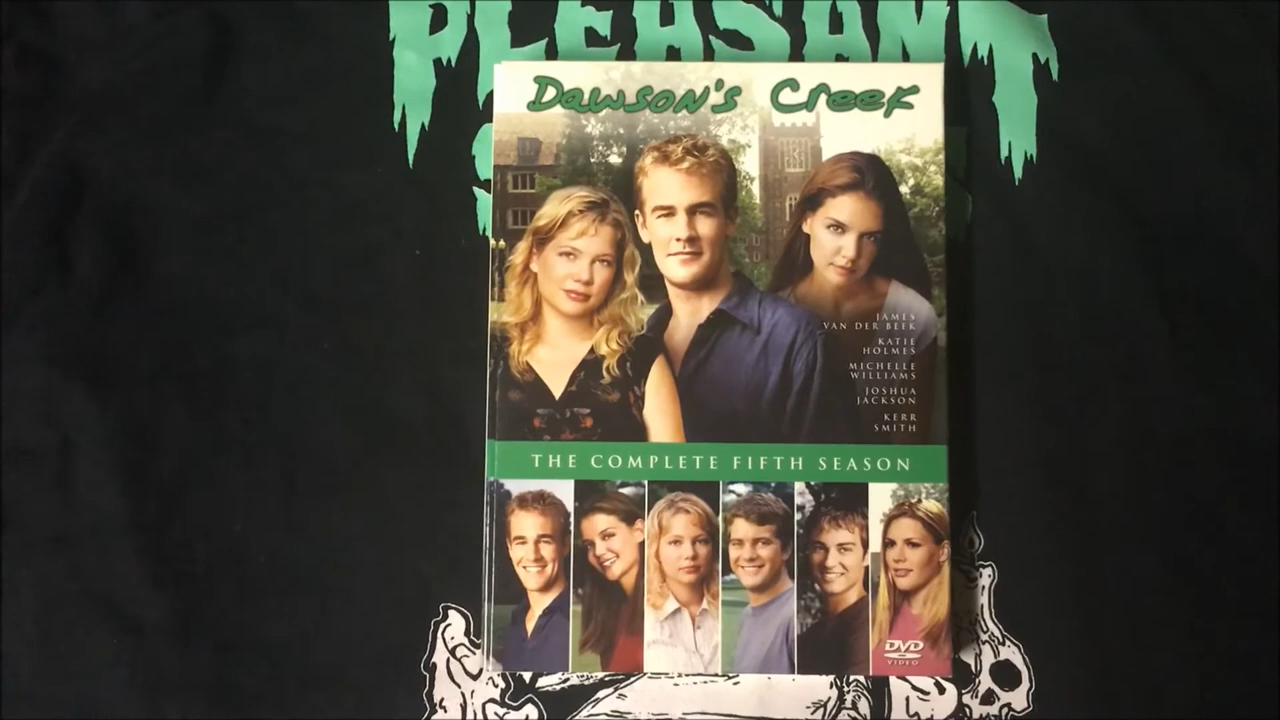 PLEASANT
Dawson's Creek
JAMES
VAN DER BEEK
KATIE
HOLMES
MICHELLE
WILLIAMS
JOSHUA
JACKSON
KERR
SMITH
THE COMPLETE FIFTH SEASON
DVD
VIDEO